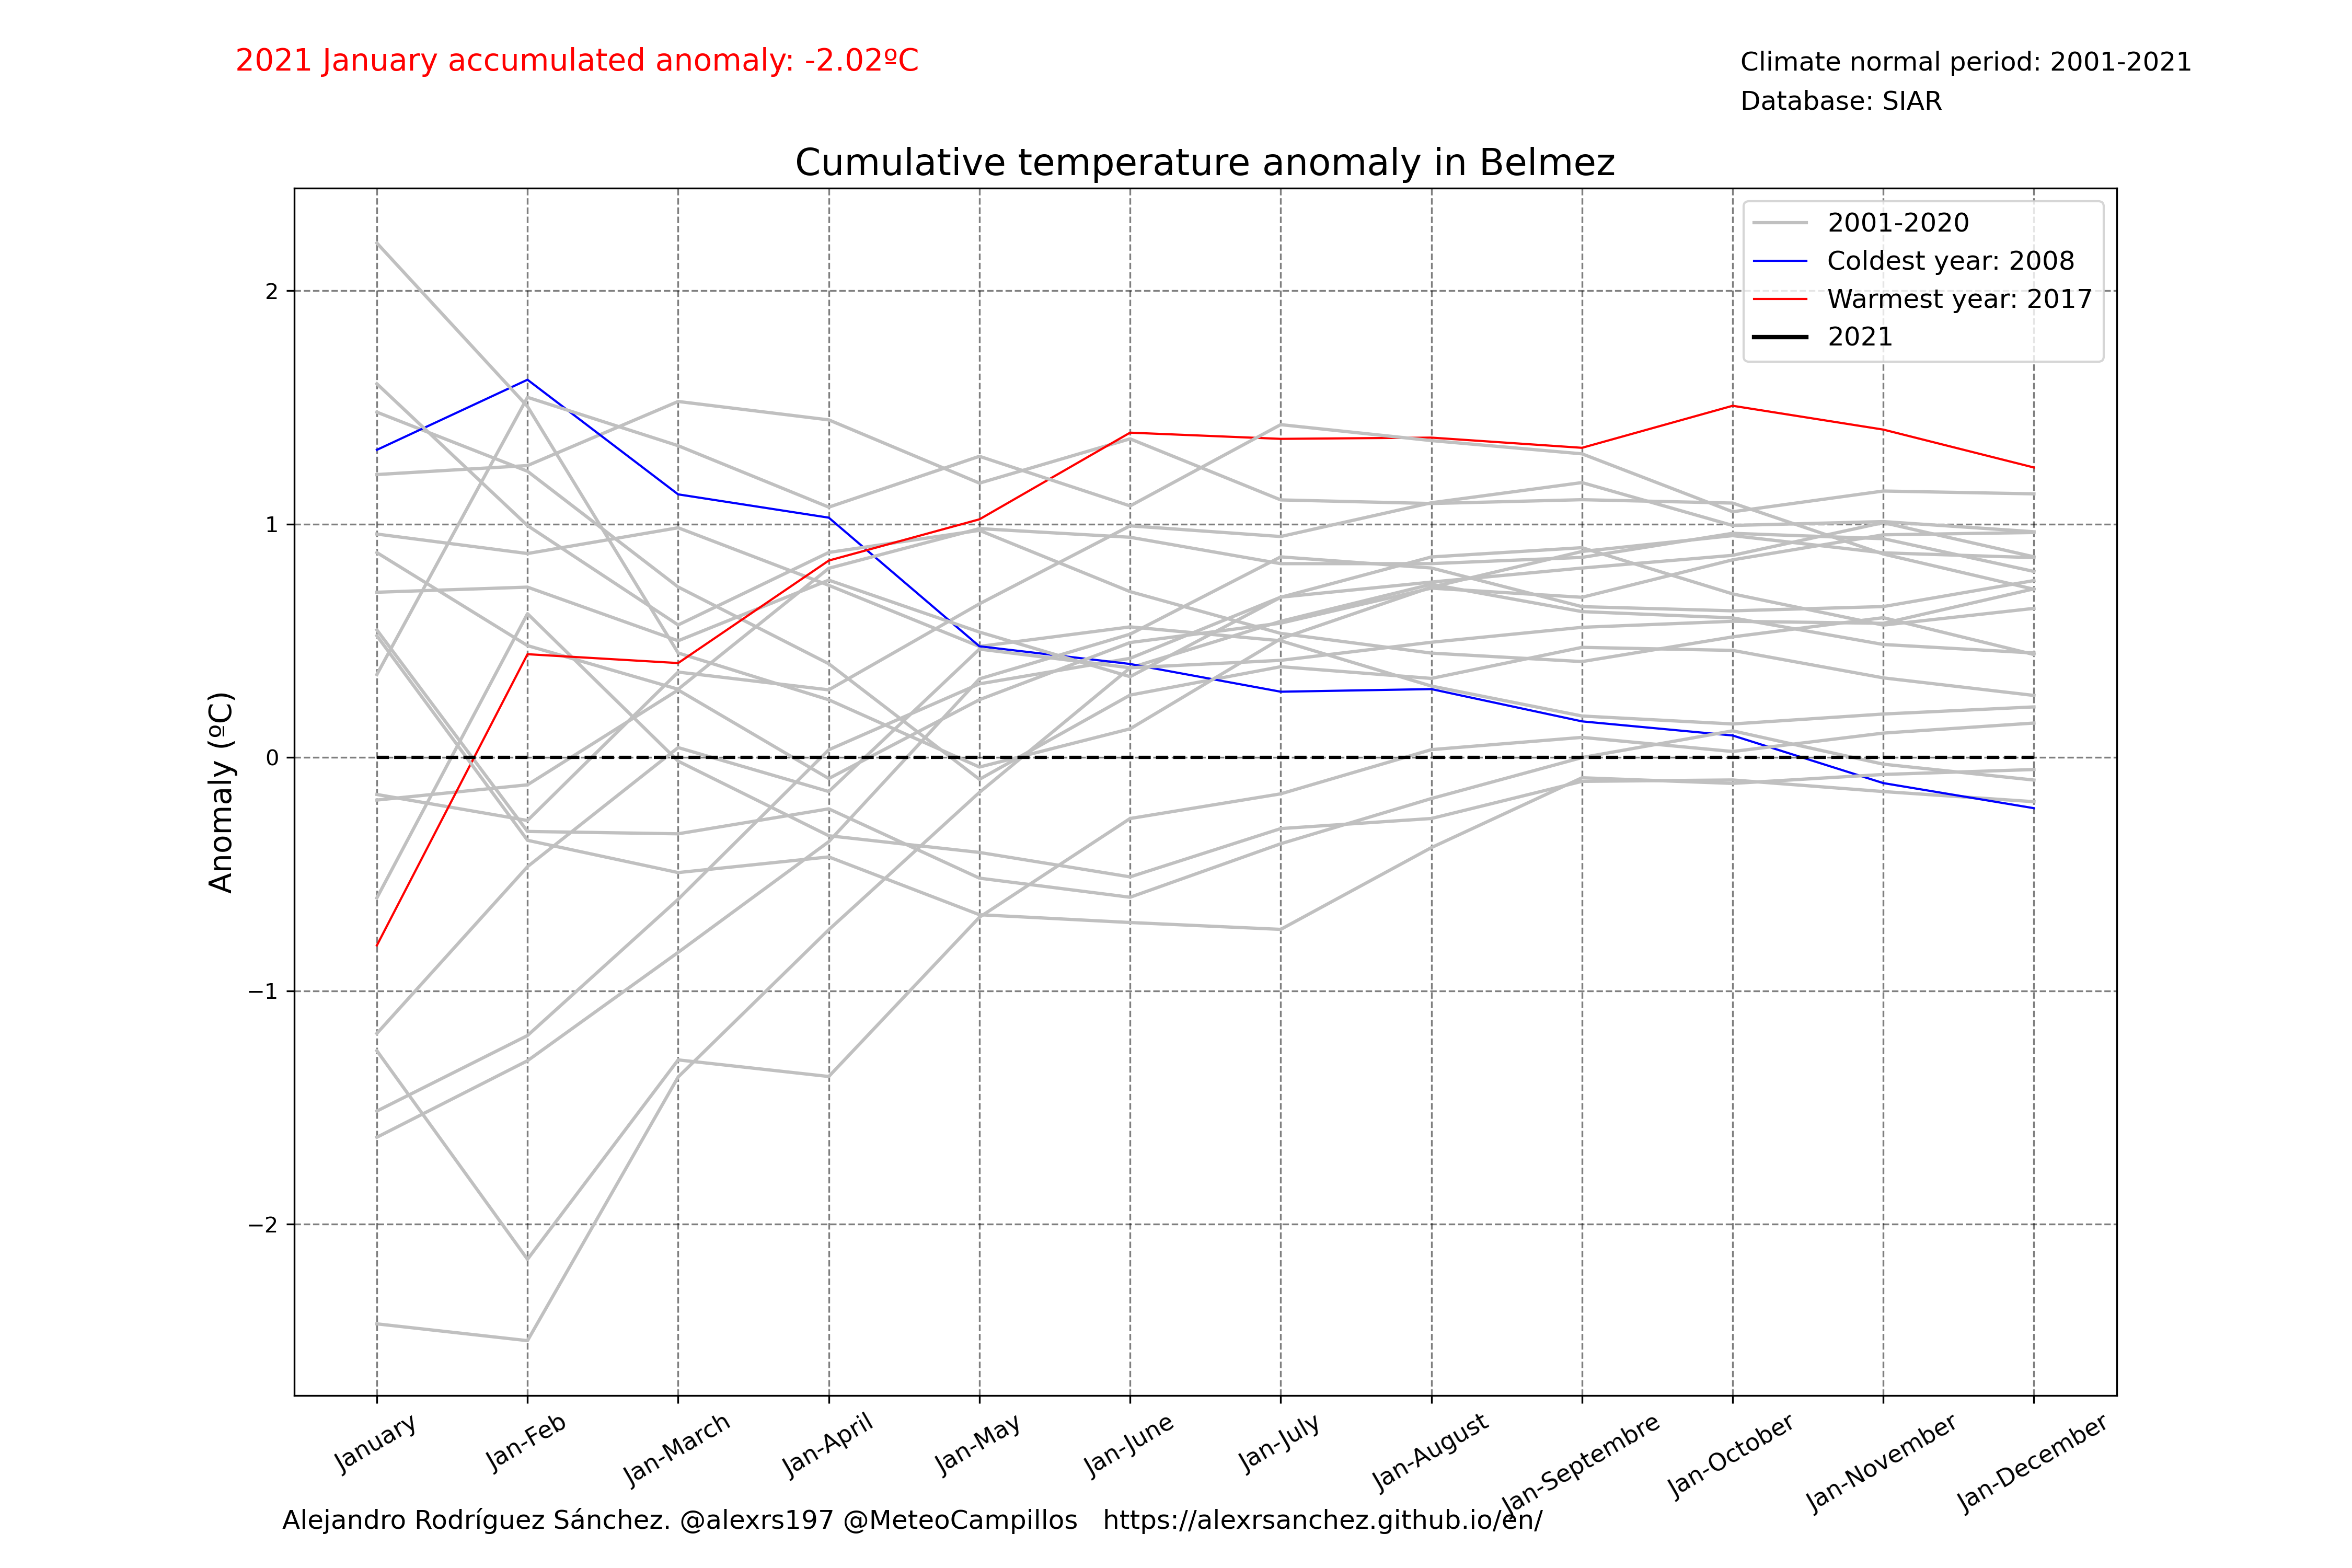 2021 January accumulated anomaly: -2.02ºC
Climate normal period: 2001-2021
Database: SIAR
Cumulative temperature anomaly in Belmez
2001-2020
Coldest year: 2008
Warmest year: 2017
2021
Anomaly (ºC)
2
1
0
−1
−2
January
Jan-Feb
Jan-March
Jan-April
Jan-May
Jan-June
Jan-July
Jan-August
Jan-Septembre
Jan-October
Jan-November
Jan-December
Alejandro Rodríguez Sánchez. @alexrs197 @MeteoCampillos   https://alexrsanchez.github.io/en/